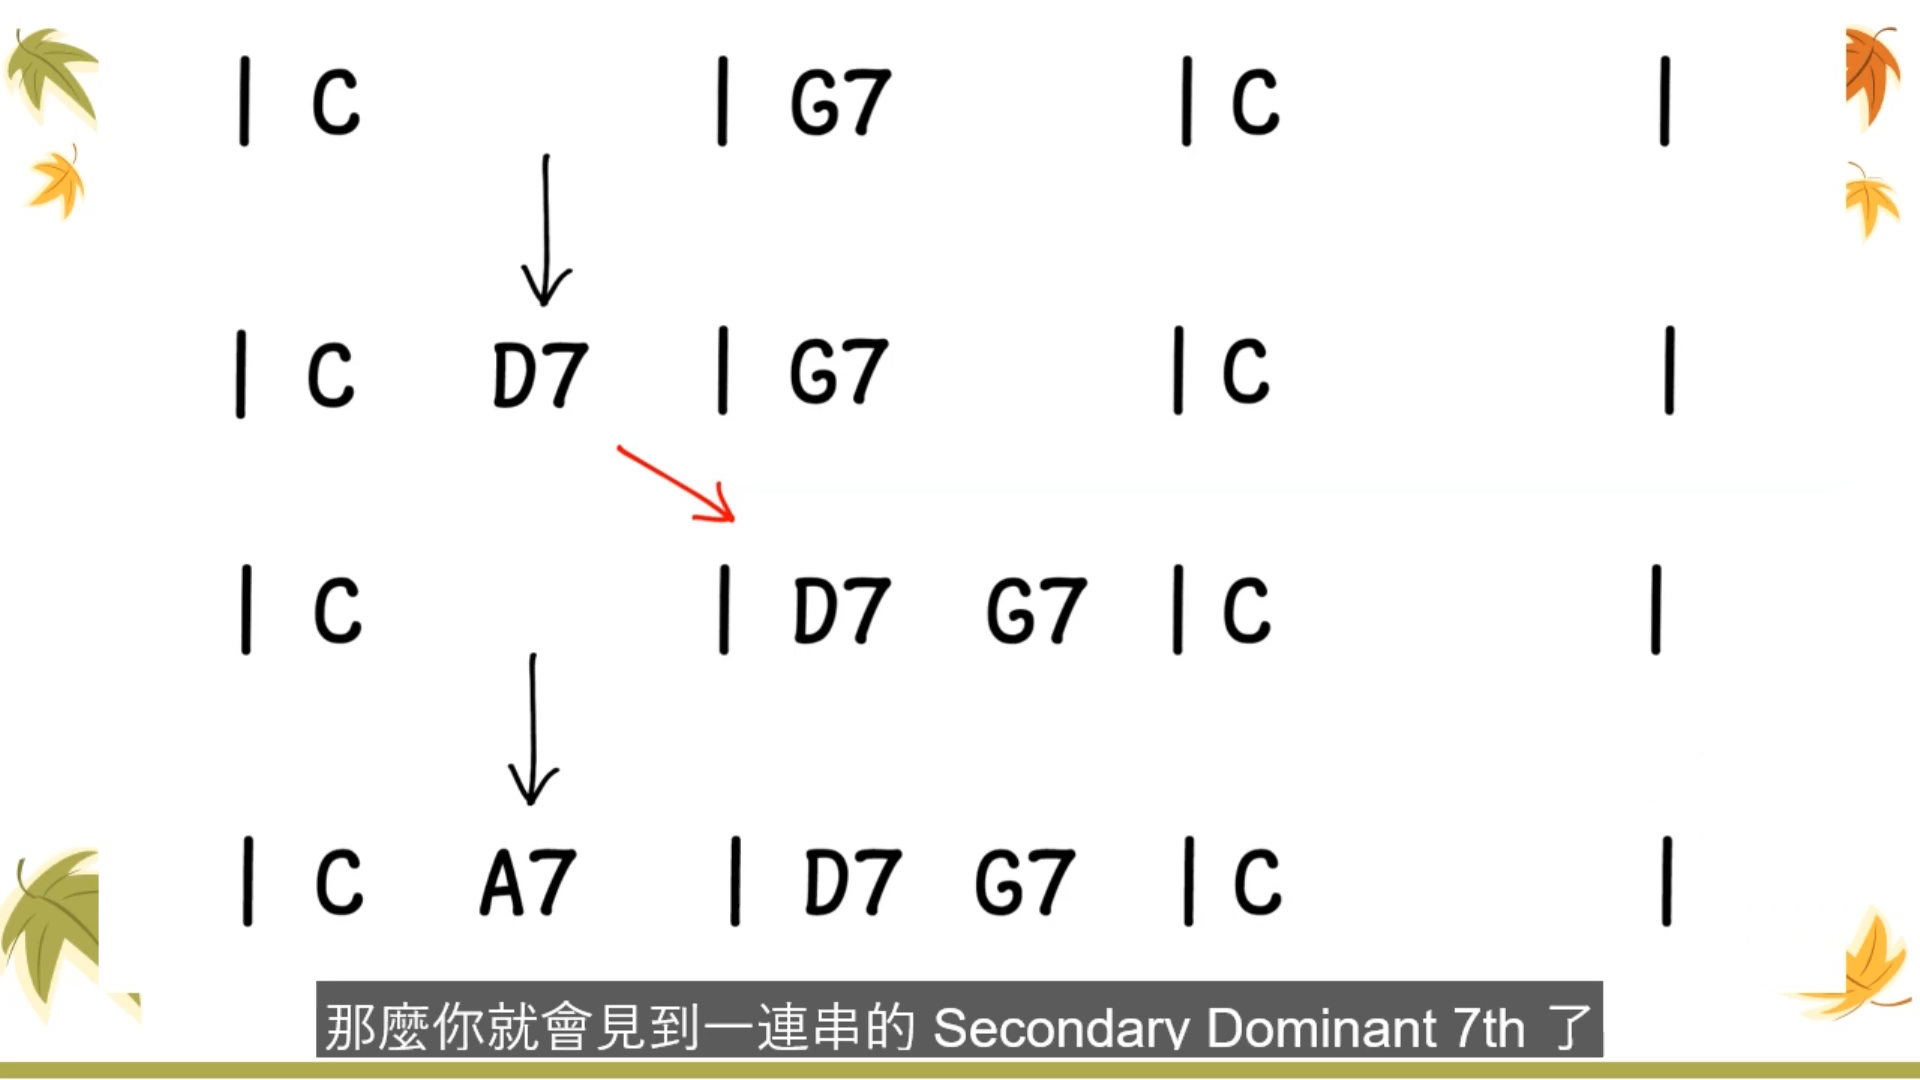 | C | G7 | C |
| C D7 | G7 | C |
| C | D7 G7 | C |
| C A7 | D7 G7 | C |
那麼你就會見到一連串的 Secondary Dominant 7th 了